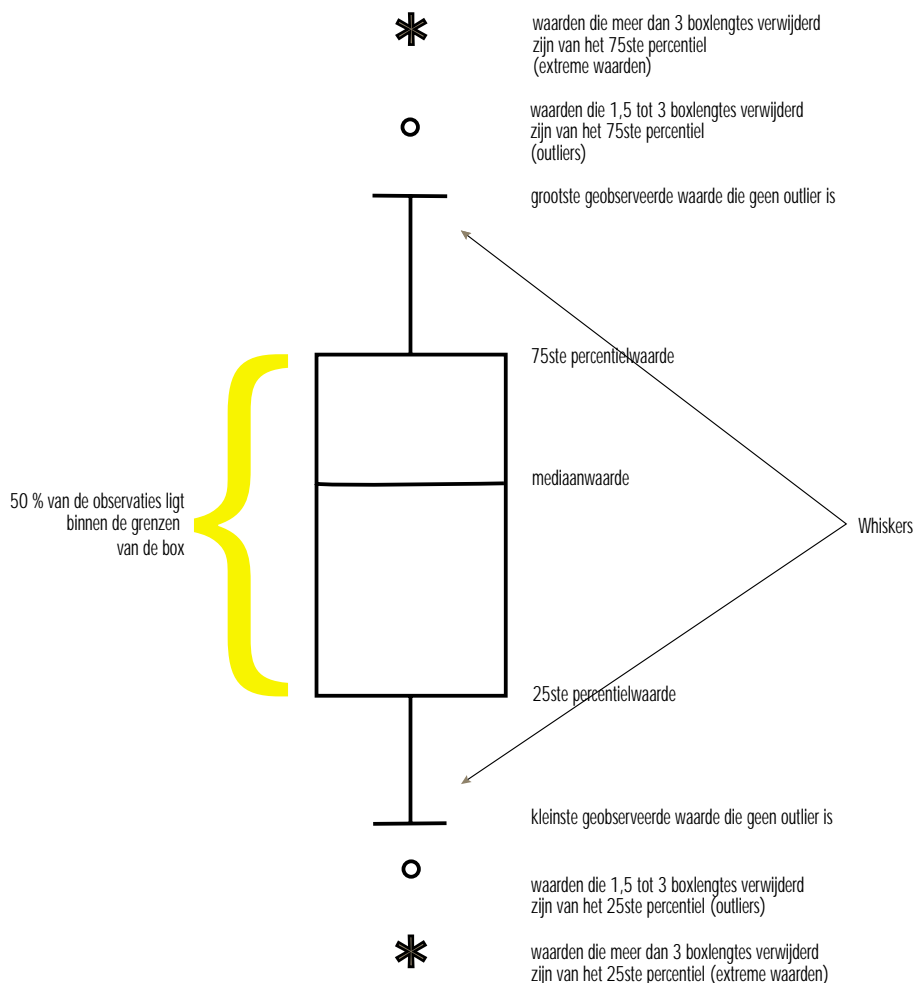 waarden die meer dan 3 boxlengtes verwijderd
zijn van het 75ste percentiel
(extreme waarden)
waarden die 1,5 tot 3 boxlengtes verwijderd
zijn van het 75ste percentiel
(outliers)
grootste geobserveerde waarde die geen outlier is
75ste percentielwaarde
mediaanwaarde
50 % van de observaties ligt
binnen de grenzen
van de box
Whiskers
25ste percentielwaarde
kleinste geobserveerde waarde die geen outlier is
waarden die 1,5 tot 3 boxlengtes verwijderd
zijn van het 25ste percentiel (outliers)
waarden die meer dan 3 boxlengtes verwijderd
zijn van het 25ste percentiel (extreme waarden)